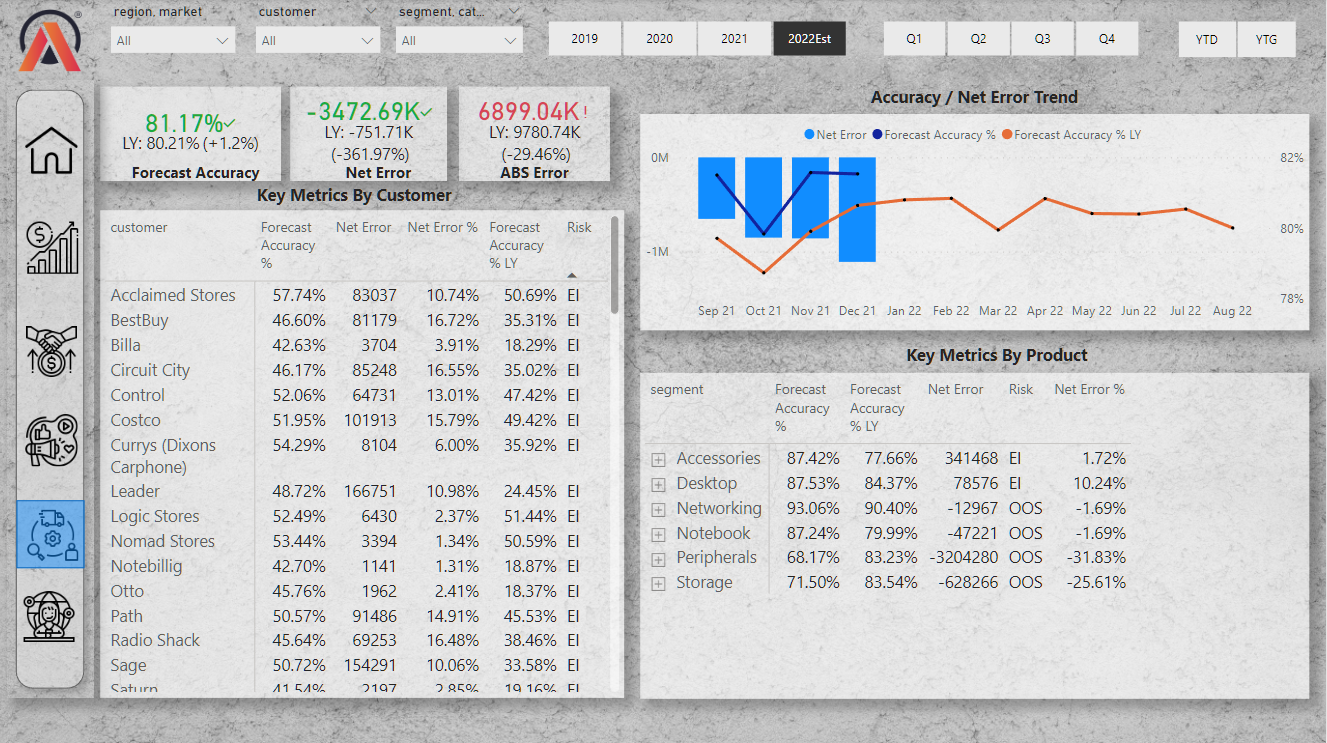 region, market customer segment, cat...
All All All
2019 2020 2021 2022Est Q1 Q2 Q3 Q4 YTD YTG
81.17%
LY: 80.21% (+1.2%)
Forecast Accuracy
-3472.69K
LY: -751.71K
(-361.97%)
Net Error
6899.04K!
LY: 9780.74K
(-29.46%)
ABS Error
Key Metrics By Customer
customer Forecast Accuracy % Net Error Net Error % Forecast Accuracy % LY Risk
Acclaimed Stores 57.74% 83037 10.74% 50.69% EI
BestBuy 46.60% 81179 16.72% 35.31% EI
Billa 42.63% 3704 3.91% 18.29% EI
Circuit City 46.17% 85248 16.55% 35.02% EI
Control 52.06% 64731 13.01% 47.42% EI
Costco 51.95% 101913 15.79% 49.42% EI
Currys (Dixons 54.29% 8104 6.00% 35.92% EI
Carphone)
Leader 48.72% 166751 10.98% 24.45% EI
Logic Stores 52.49% 6430 2.37% 51.44% EI
Nomad Stores 53.44% 3394 1.34% 50.59% EI
Notebillig 42.70% 1141 1.31% 18.87% EI
Otto 45.76% 1962 2.41% 18.37% EI
Path 50.57% 91486 14.91% 45.53% EI
Radio Shack 45.64% 69253 16.48% 38.46% EI
Sage 50.72% 154291 10.06% 33.58% EI
Saturn 41.54% 2197 2.85% 19.16% EI
Accuracy / Net Error Trend
Net Error Forecast Accuracy % Forecast Accuracy % LY
0M 82%
80%
-1M
78%
Sep 21 Oct 21 Nov 21 Dec 21 Jan 22 Feb 22 Mar 22 Apr 22 May 22 Jun 22 Jul 22 Aug 22
Key Metrics By Product
segment Forecast Accuracy % Forecast Accuracy % LY Net Error Risk Net Error %
Accessories 87.42% 77.66% 341468 EI 1.72%
Desktop 87.53% 84.37% 78576 EI 10.24%
Networking 93.06% 90.40% -12967 OOS -1.69%
Notebook 87.24% 79.99% -47221 OOS -1.69%
Peripherals 68.17% 83.23% -3204280 OOS -31.83%
Storage 71.50% 83.54% -628266 OOS -25.61%